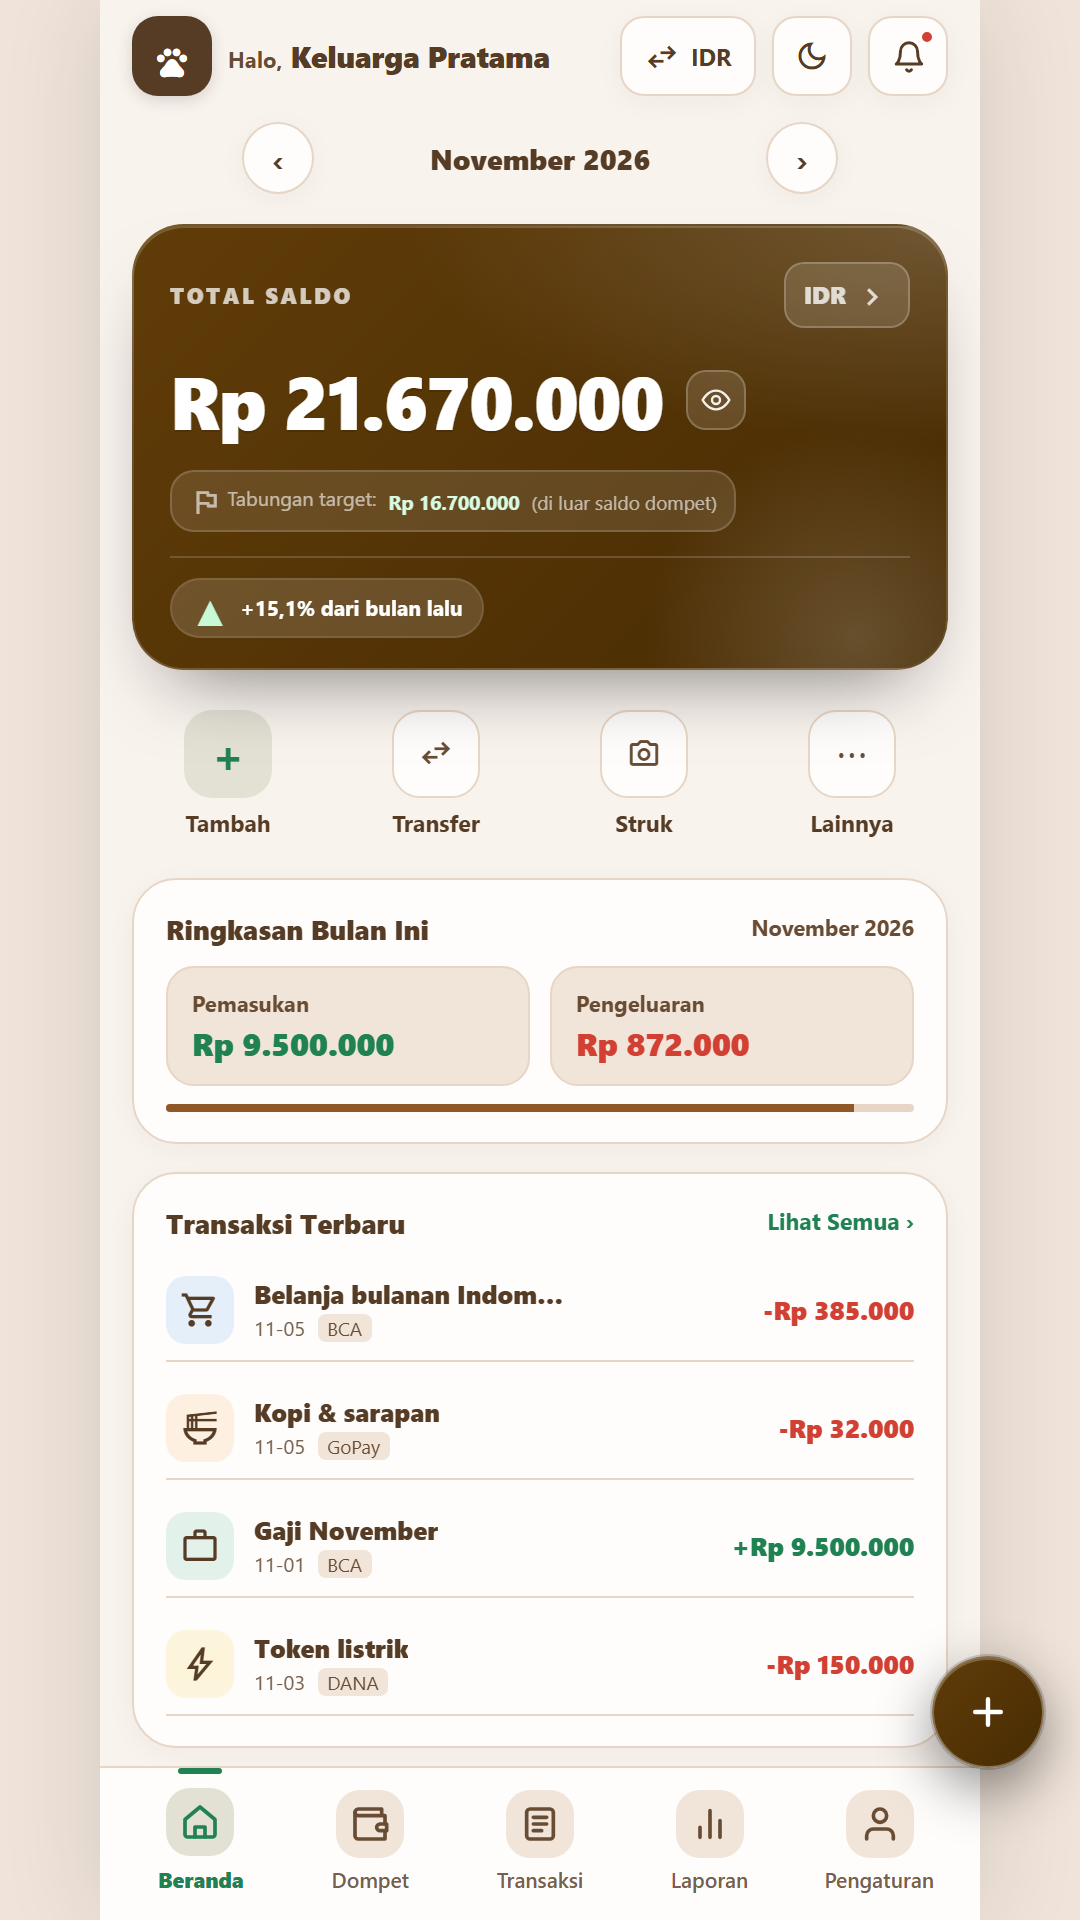 Halo, Keluarga Pratama
IDR
‹ November 2026 ›
TOTAL SALDO
IDR
Rp 21.670.000
Tabungan target: Rp 16.700.000 (di luar saldo dompet)
▲ +15,1% dari bulan lalu
Tambah
Transfer
Struk
Lainnya
Ringkasan Bulan Ini
November 2026
Pemasukan
Rp 9.500.000
Pengeluaran
Rp 872.000
Transaksi Terbaru
Lihat Semua ›
Belanja bulanan Indom...
11-05 BCA
-Rp 385.000
Kopi & sarapan
11-05 GoPay
-Rp 32.000
Gaji November
11-01 BCA
+Rp 9.500.000
Token listrik
11-03 DANA
-Rp 150.000
Beranda
Dompet
Transaksi
Laporan
Pengaturan